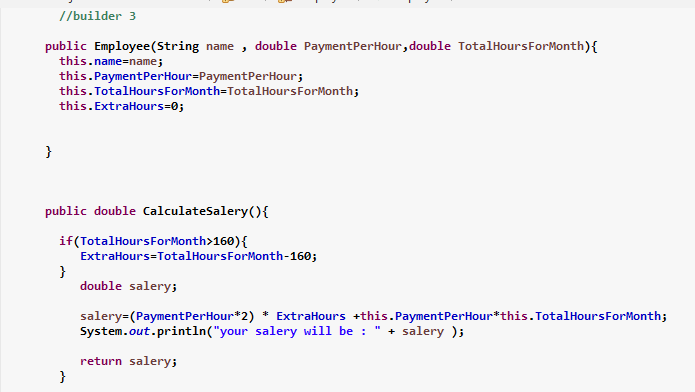 //builder 3
public Employee(String name , double PaymentPerHour,double TotalHoursForMonth){
this.name=name;
this.PaymentPerHour=PaymentPerHour;
this.TotalHoursForMonth=TotalHoursForMonth;
this.ExtraHours=0;
}
public double CalculateSalery(){
if(TotalHoursForMonth>160){
ExtraHours=TotalHoursForMonth-160;
}
double salery;
salery=(PaymentPerHour*2) * ExtraHours +this.PaymentPerHour*this.TotalHoursForMonth;
System.out.println("your salery will be : " + salery );
return salery;
}